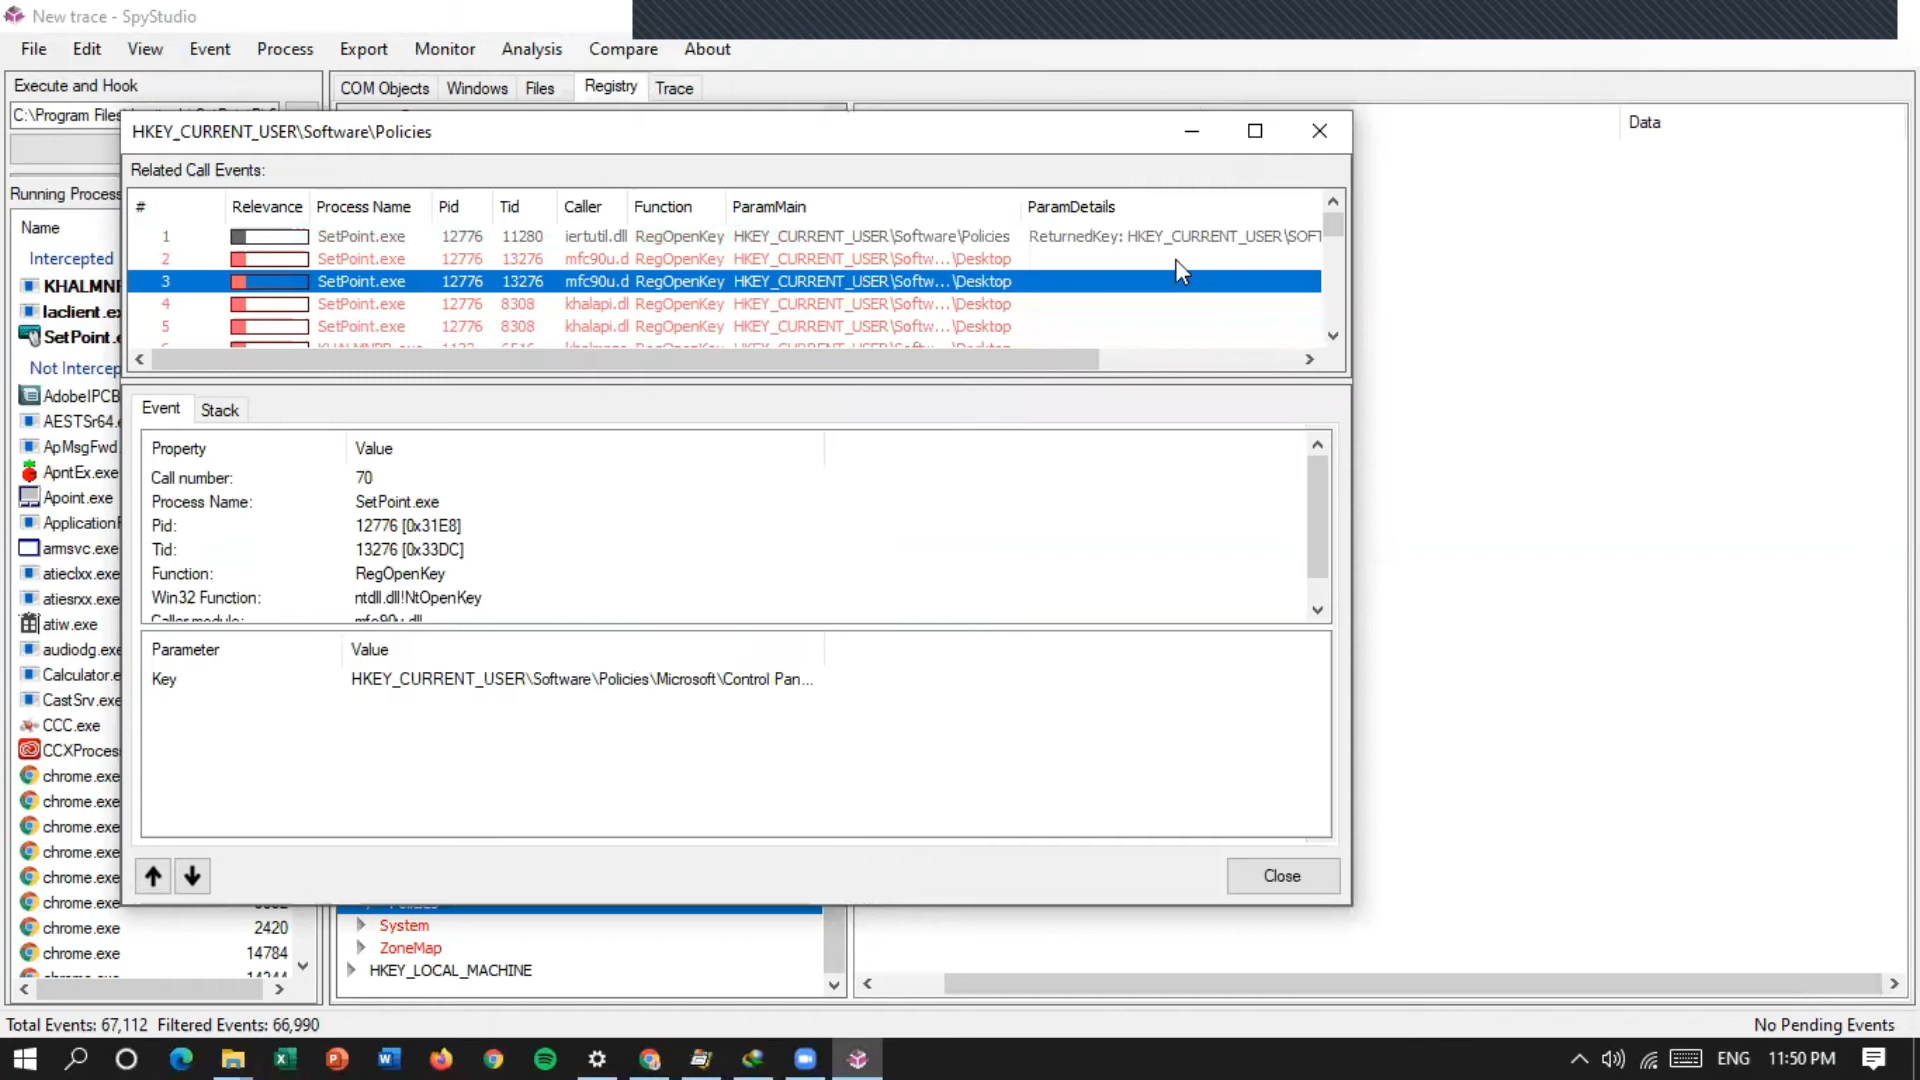 New trace - SpyStudio
File Edit View Event Process Export Monitor Analysis Compare About
Execute and Hook
COM Objects Windows Files Registry Trace
C:\Program Files
Data
HKEY_CURRENT_USER\Software\Policies
Related Call Events:
# Relevance Process Name Pid Tid Caller Function ParamMain ParamDetails
1 SetPoint.exe 12776 11280 iertutil.dll RegOpenKey HKEY_CURRENT_USER\Software\Policies ReturnedKey: HKEY_CURRENT_USER\SOFT
2 SetPoint.exe 12776 13276 mfc90u.d RegOpenKey HKEY_CURRENT_USER\Softw...\Desktop
3 SetPoint.exe 12776 13276 mfc90u.d RegOpenKey HKEY_CURRENT_USER\Softw...\Desktop
4 SetPoint.exe 12776 8308 khalapi.dl RegOpenKey HKEY_CURRENT_USER\Softw...\Desktop
5 SetPoint.exe 12776 8308 khalapi.dl RegOpenKey HKEY_CURRENT_USER\Softw...\Desktop
Event Stack
Property Value
Call number: 70
Process Name: SetPoint.exe
Pid: 12776 [0x31E8]
Tid: 13276 [0x33DC]
Function: RegOpenKey
Win32 Function: ntdll.dll!NtOpenKey
Caller module: mfc90u.dll
Parameter Value
Key HKEY_CURRENT_USER\Software\Policies\Microsoft\Control Pan...
Close
Running Process
Name
Intercepted
KHALMNP
laclient.ex
SetPoint.e
Not Intercep
AdobeIPCB
AESTSr64.e
ApMsgFwd.
ApntEx.exe
Apoint.exe
ApplicationF
armsvc.exe
atieclxx.exe
atiesrxx.exe
atiw.exe
audiodg.exe
Calculator.e
CastSrv.exe
CCC.exe
CCXProcess
chrome.exe
chrome.exe
chrome.exe
chrome.exe
chrome.exe
chrome.exe
chrome.exe 2420
chrome.exe 14784
System
ZoneMap
HKEY_LOCAL_MACHINE
Total Events: 67,112 Filtered Events: 66,990
No Pending Events
ENG 11:50 PM